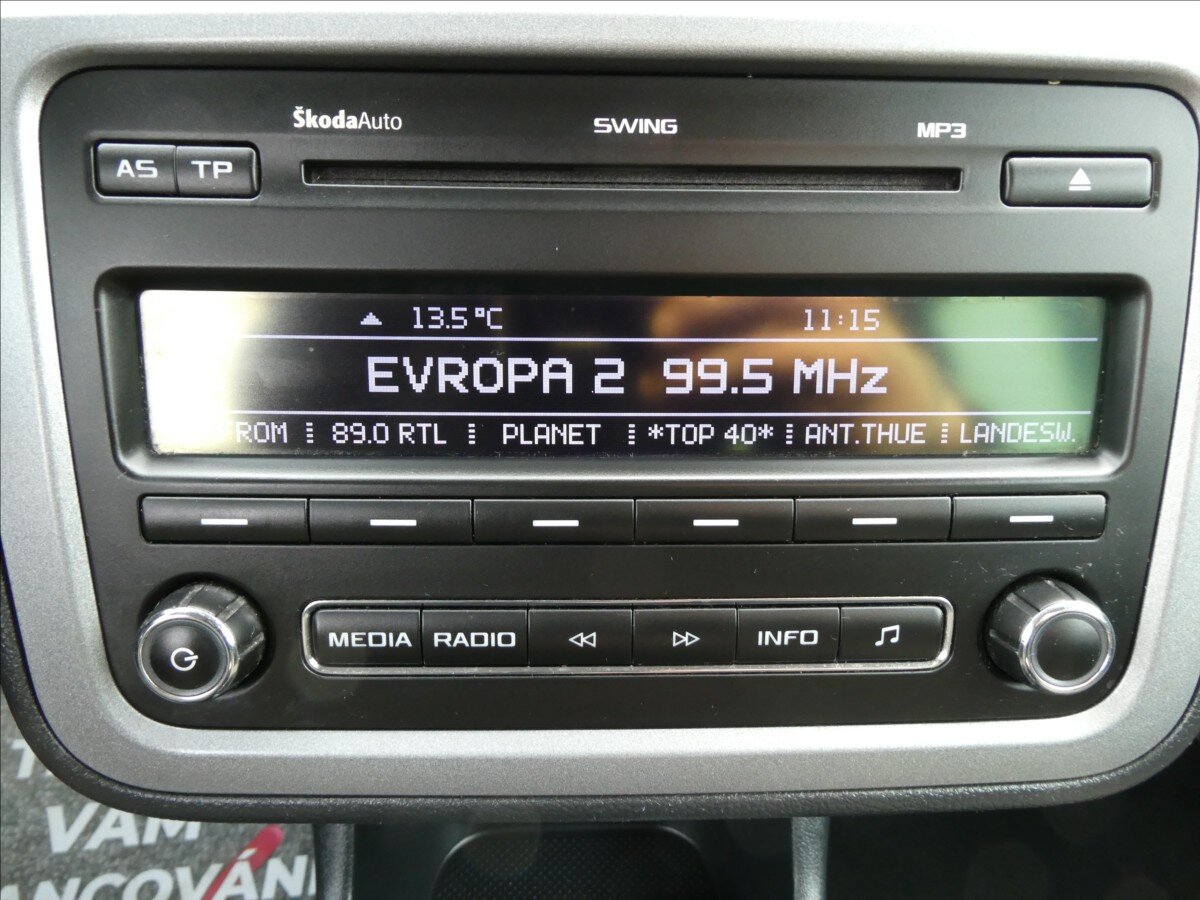 ŠkodaAuto SWING MP3
AS TP
13.5°C 11:15
EVROPA 2 99.5 MHz
89.0 RTL PLANET *TOP 40* ANT.THUE LANDESW.
MEDIA RADIO INFO
VÁM